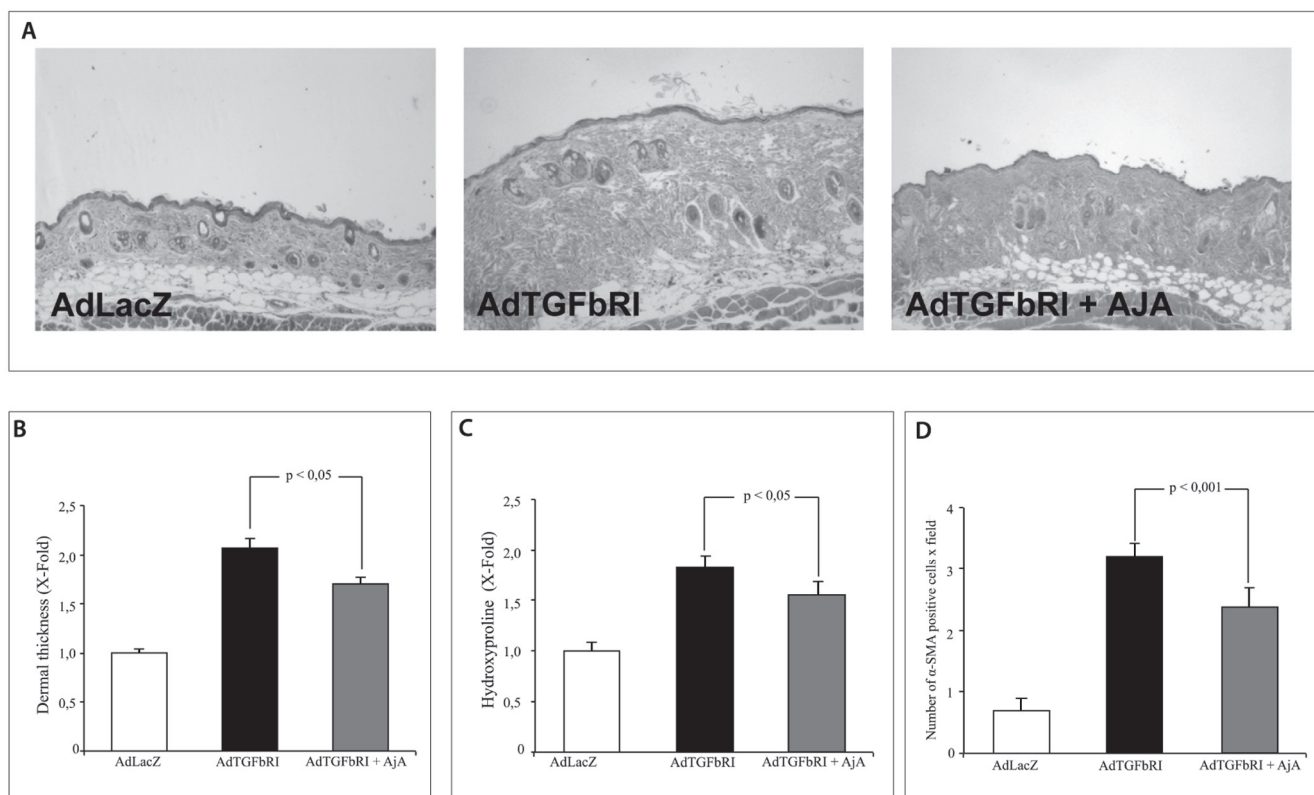 A
AdLacZ
AdTGFbRI
AdTGFbRI + AJA
B
Dermal thickness (X-Fold)
2,5
2,0
1,5
1,0
0,5
0
p < 0,05
AdLacZ
AdTGFbRI
AdTGFbRI + AjA
C
Hydroxyproline (X-Fold)
2,5
2,0
1,5
1,0
0,5
0
p < 0,05
AdLacZ
AdTGFbRI
AdTGFbRI + AjA
D
Number of α-SMA positive cells x field
4
3
2
1
0
p < 0,001
AdLacZ
AdTGFbRI
AdTGFbRI + AjA